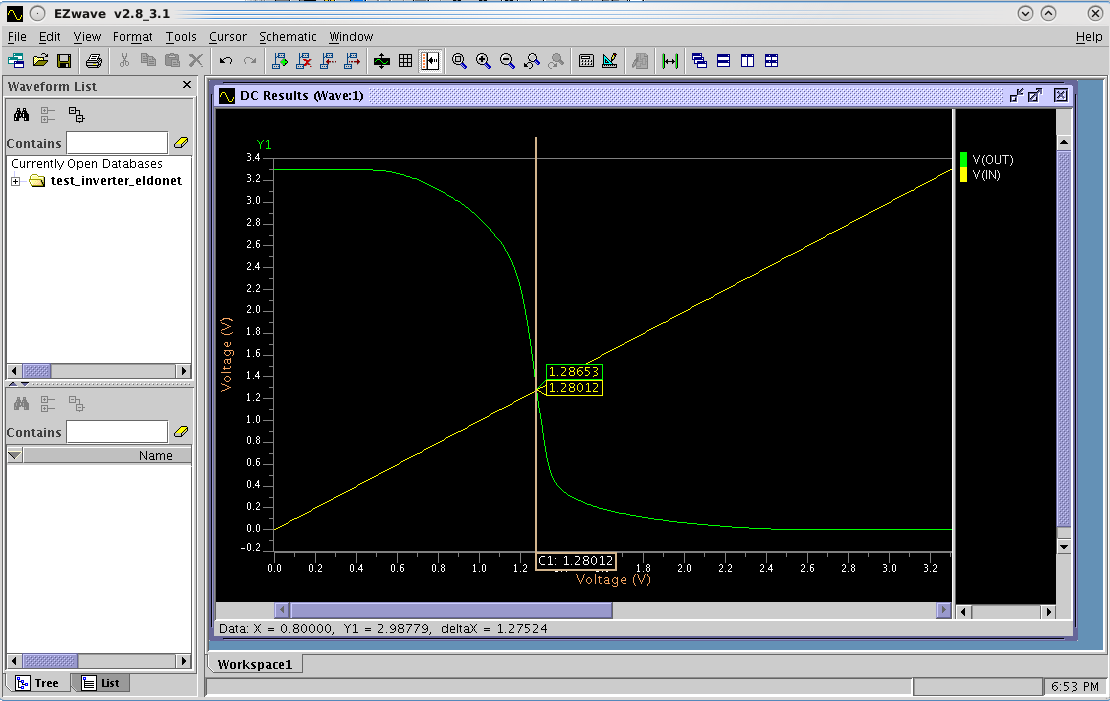 EZwave v2.8_3.1
File Edit View Format Tools Cursor Schematic Window Help
Waveform List
Contains
Currently Open Databases
test_inverter_eldonet
Contains
Name
Tree
List
DC Results (Wave:1)
Y1
3.4
3.2
3.0
2.8
2.6
2.4
2.2
2.0
1.8
1.6
1.4
1.2
1.0
0.8
0.6
0.4
0.2
0.0
-0.2
Voltage (V)
1.28653
1.28012
C1: 1.28012
0.0 0.2 0.4 0.6 0.8 1.0 1.2 1.8 2.0 2.2 2.4 2.6 2.8 3.0 3.2
Voltage (V)
V(OUT)
V(IN)
Data: X = 0.80000, Y1 = 2.98779, deltaX = 1.27524
Workspace1
6:53 PM